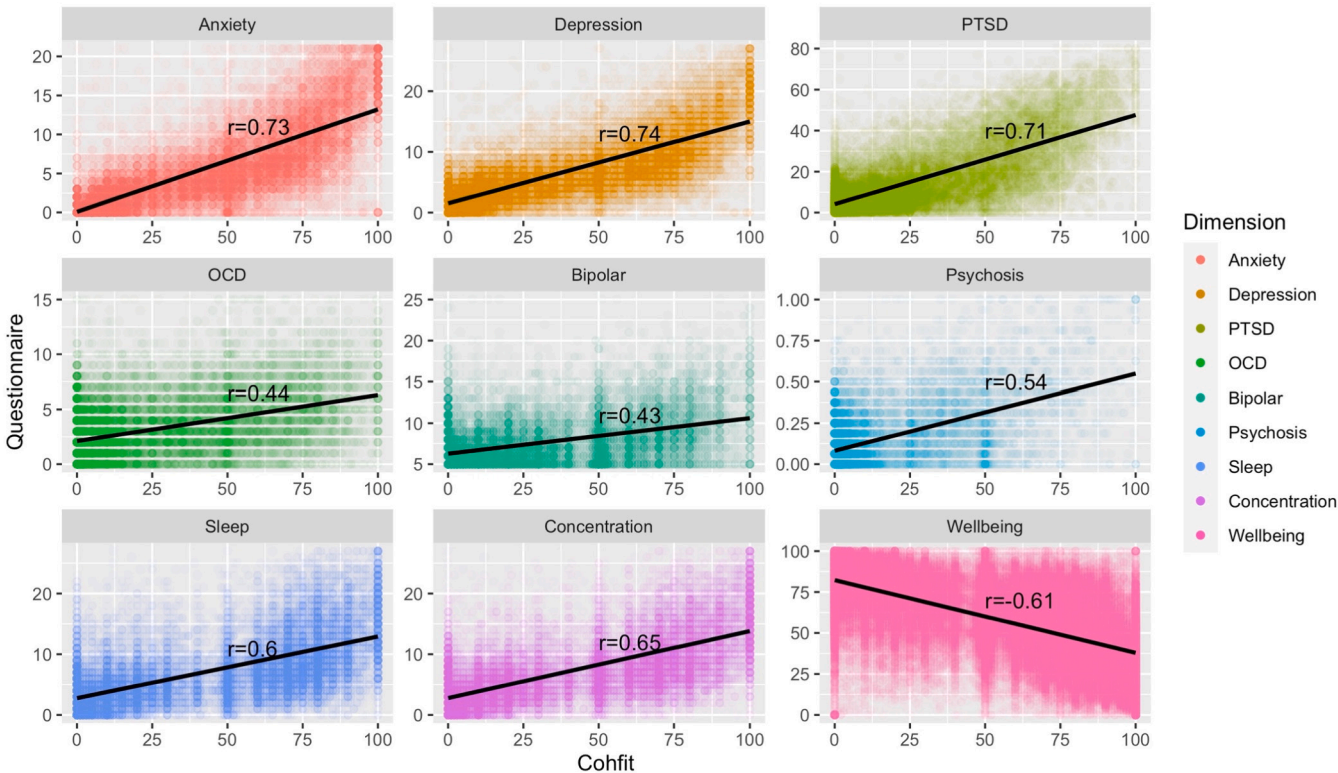 Anxiety
Depression
PTSD
20
15
10
5
0
r=0.73
0 25 50 75 100
20
10
0
r=0.74
0 25 50 75 100
80
60
40
20
0
r=0.71
0 25 50 75 100
OCD
Bipolar
Psychosis
Questionnaire
15
10
5
0
r=0.44
0 25 50 75 100
25
20
15
10
5
r=0.43
0 25 50 75 100
1.00
0.75
0.50
0.25
0.00
r=0.54
0 25 50 75 100
Sleep
Concentration
Wellbeing
20
10
0
r=0.6
0 25 50 75 100
20
10
0
r=0.65
0 25 50 75 100
100
75
50
25
0
r=-0.61
0 25 50 75 100
Cohfit
Dimension
Anxiety
Depression
PTSD
OCD
Bipolar
Psychosis
Sleep
Concentration
Wellbeing